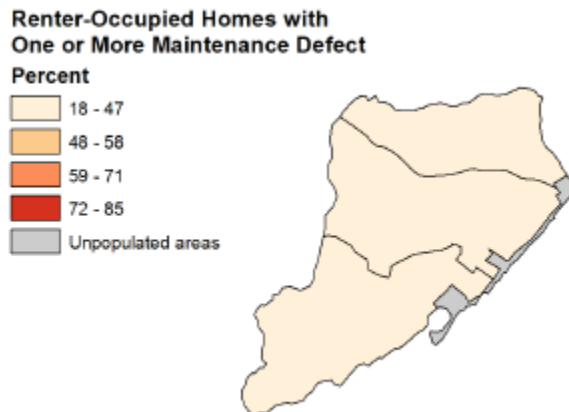 Renter-Occupied Homes with
One or More Maintenance Defect
Percent
18 - 47
48 - 58
59 - 71
72 - 85
Unpopulated areas